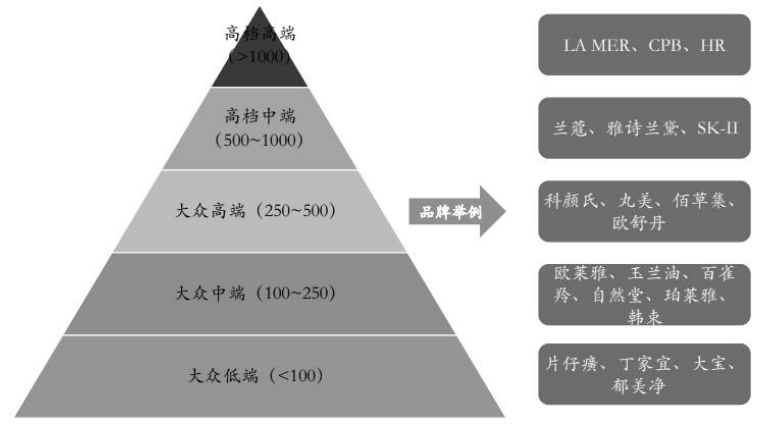 高档高端
(>1000)
LA MER、CPB、HR
高档中端
(500~1000)
兰蔻、雅诗兰黛、SK-II
大众高端（250~500）
品牌举例
科颜氏、丸美、佰草集、
欧舒丹
大众中端（100~250）
欧莱雅、玉兰油、百雀
羚、自然堂、珀莱雅、
韩束
大众低端（<100）
片仔癀、丁家宜、大宝、
郁美净